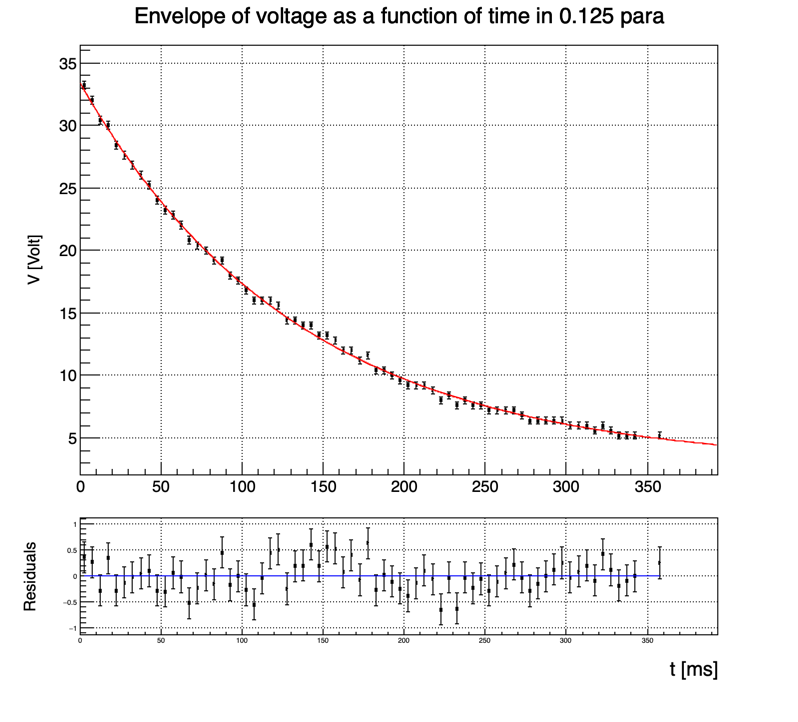 Envelope of voltage as a function of time in 0.125 para
35
30
25
20
15
10
5
V [Volt]
0 50 100 150 200 250 300 350
1
0.5
0
−0.5
−1
Residuals
0 50 100 150 200 250 300 350
t [ms]